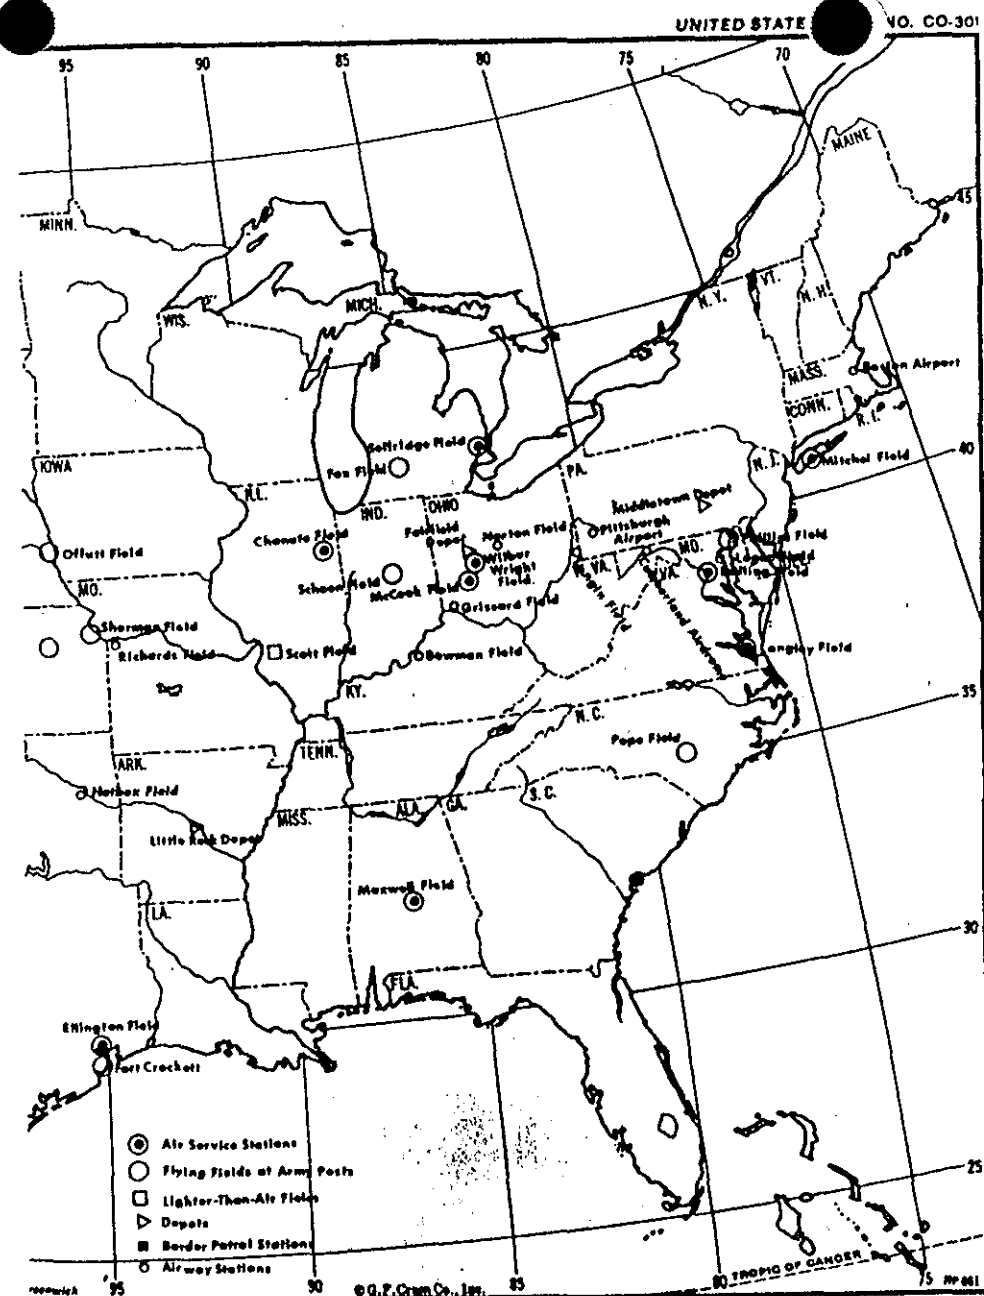 UNITED STATE
NO. CO-301
95
90
85
80
75
70
MAINE
45
MINN.
VT.
N.Y.
N.H.
MICH.
WIS.
MASS.
Boston Airport
CONN.
R.I.
Selfridge Field
40
IOWA
Fox Field
PA.
N.J.
Mitchel Field
ILL.
IND.
OHIO
Middletown Depot
Chanute Field
Fairfield
Depot
Norton Field
Pittsburgh
Airport
Offutt Field
Wilbur
Wright
Field.
MD.
W.VA.
VA.
Schoen Field
McCook Field
MO.
Grissard Field
Sherman Field
Richards Field
Scott Field
Bowman Field
Langley Field
KY.
35
N.C.
Pope Field
TENN.
ARK.
Hatbox Field
S.C.
MISS.
ALA.
GA.
Little Rock Depot
Maxwell Field
LA.
30
FLA.
Ellington Field
Fort Crockett
Air Service Stations
Flying Fields at Army Posts
Lighter-Than-Air Fields
25
Depots
Border Patrol Stations
Airway Stations
TROPIC OF CANCER
95
90
85
80
75
©G.F.Cram Co., Inc.